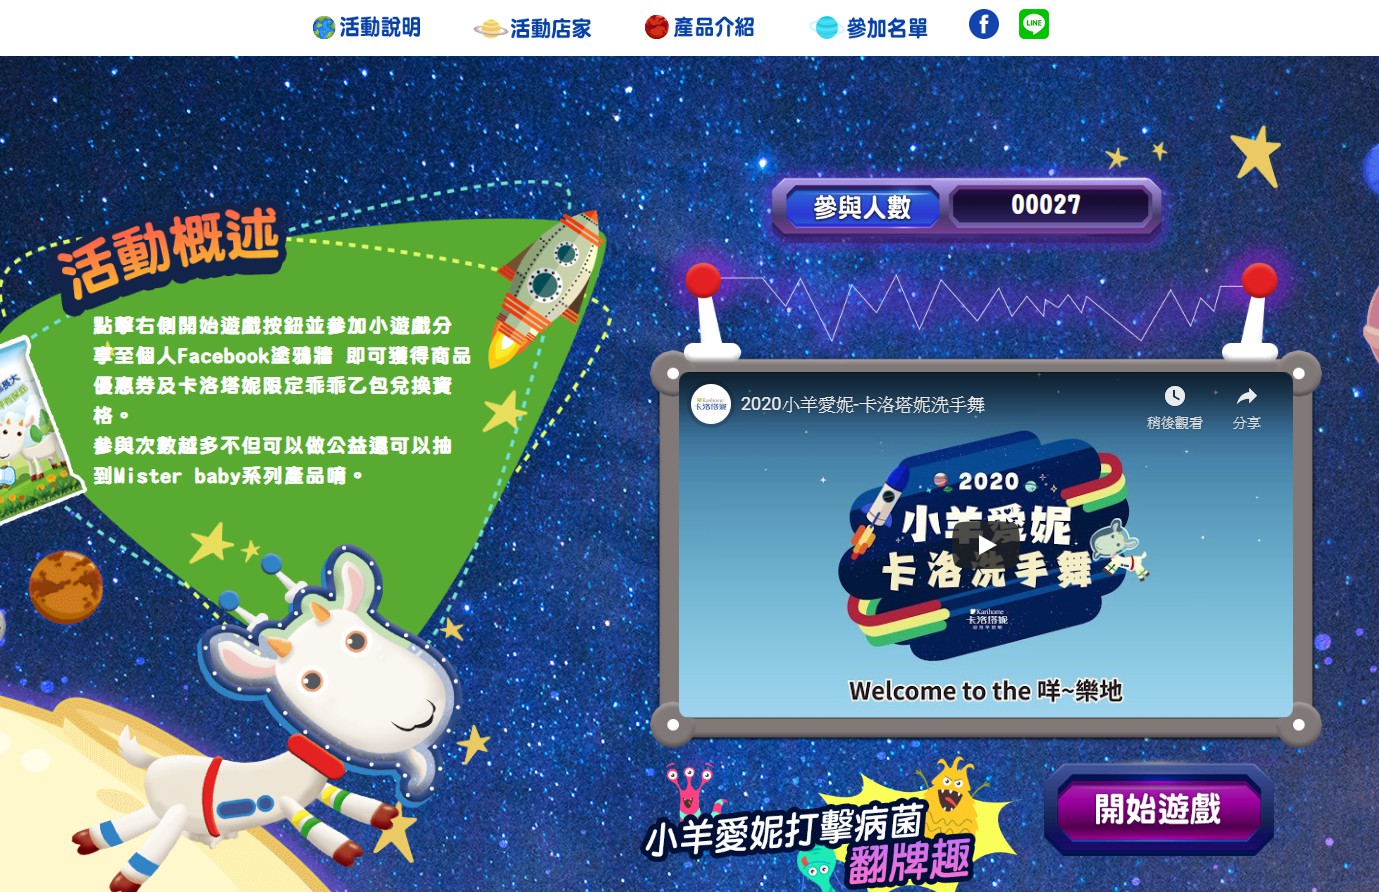 活動說明
活動店家
產品介紹
參加名單
f
LINE
參與人數
00027
活動概述
點擊右側開始遊戲按鈕並參加小遊戲分
享至個人Facebook塗鴉牆 即可獲得商品
優惠券及卡洛塔妮限定乖乖乙包兌換資
格。
參與次數越多不但可以做公益還可以抽
到Mister baby系列產品唷。
Karihome
卡洛塔妮
2020小羊愛妮-卡洛塔妮洗手舞
稍後觀看
分享
2020
小羊愛妮
卡洛洗手舞
Karihome
卡洛塔妮
Welcome to the 咩~樂地
小羊愛妮打擊病菌
翻牌趣
開始遊戲